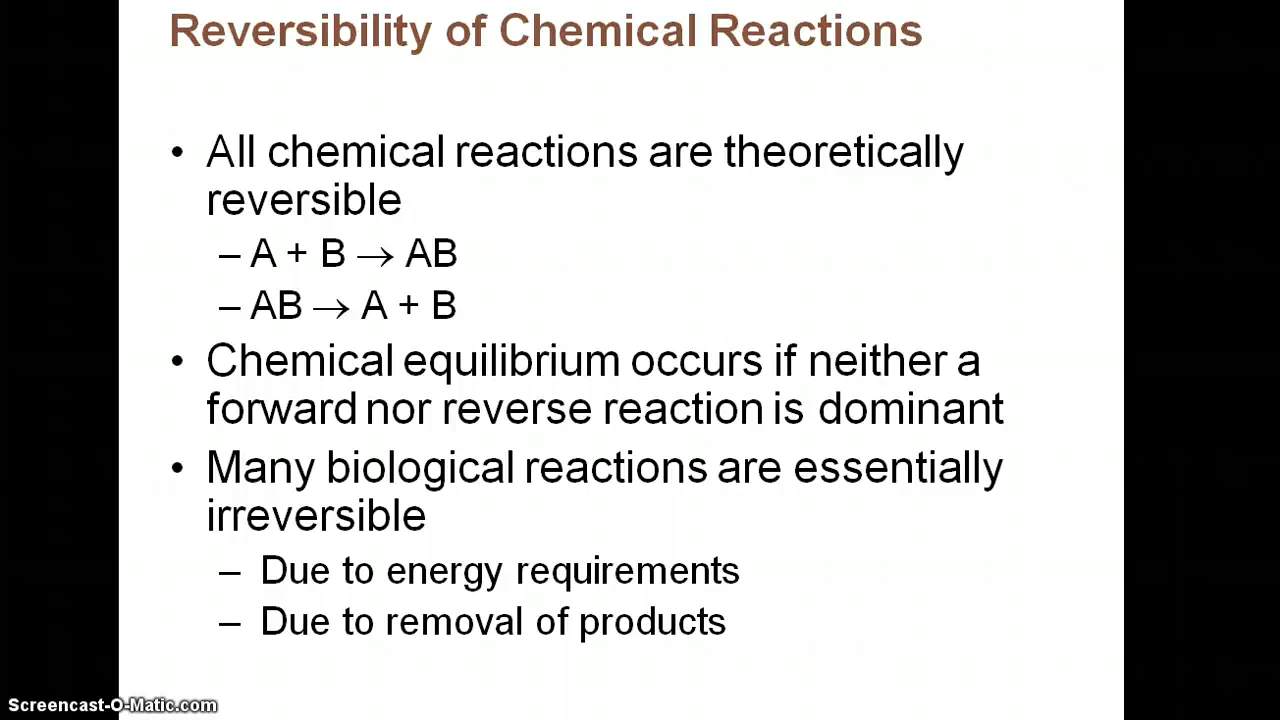 Reversibility of Chemical Reactions
• All chemical reactions are theoretically
reversible
– A + B → AB
– AB → A + B
• Chemical equilibrium occurs if neither a
forward nor reverse reaction is dominant
• Many biological reactions are essentially
irreversible
– Due to energy requirements
– Due to removal of products
Screencast-O-Matic.com